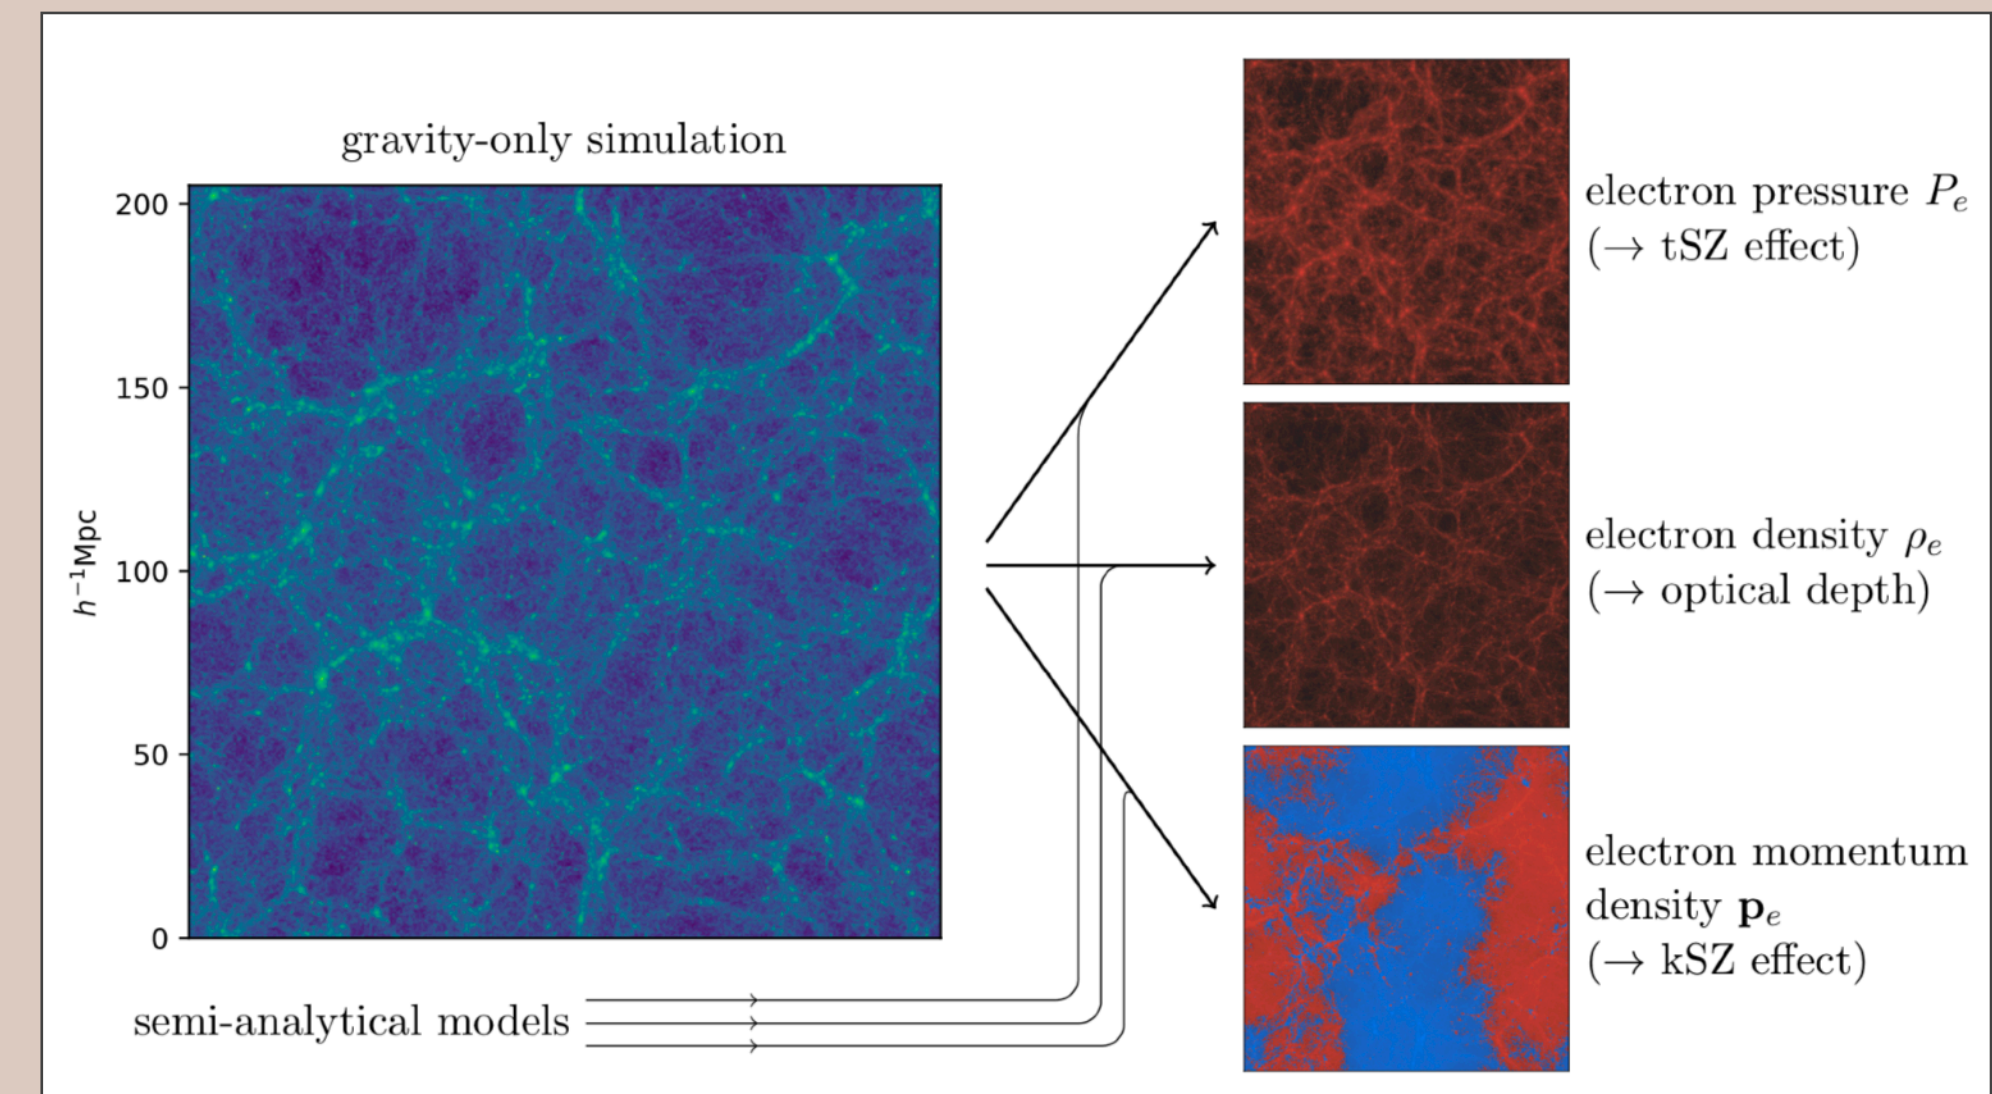 gravity-only simulation
200
150
100
50
0
h⁻¹Mpc
semi-analytical models
electron pressure Pₑ
(→ tSZ effect)
electron density ρₑ
(→ optical depth)
electron momentum
density 𝐩ₑ
(→ kSZ effect)